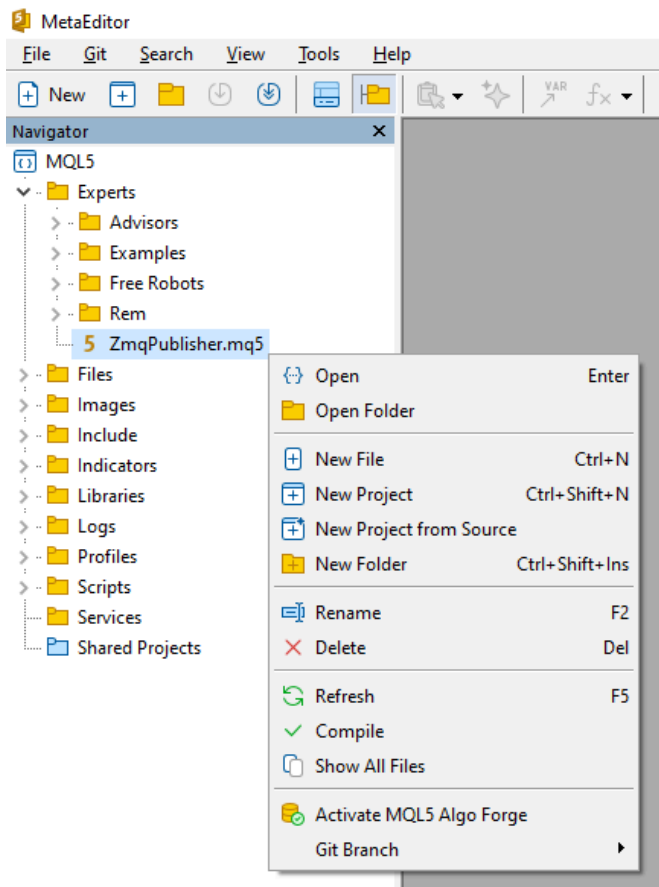 MetaEditor
File Git Search View Tools Help
New VAR
Navigator
MQL5
Experts
Advisors
Examples
Free Robots
Rem
5 ZmqPublisher.mq5
Files
Images
Include
Indicators
Libraries
Logs
Profiles
Scripts
Services
Shared Projects
Open Enter
Open Folder
New File Ctrl+N
New Project Ctrl+Shift+N
New Project from Source
New Folder Ctrl+Shift+Ins
Rename F2
Delete Del
Refresh F5
Compile
Show All Files
Activate MQL5 Algo Forge
Git Branch